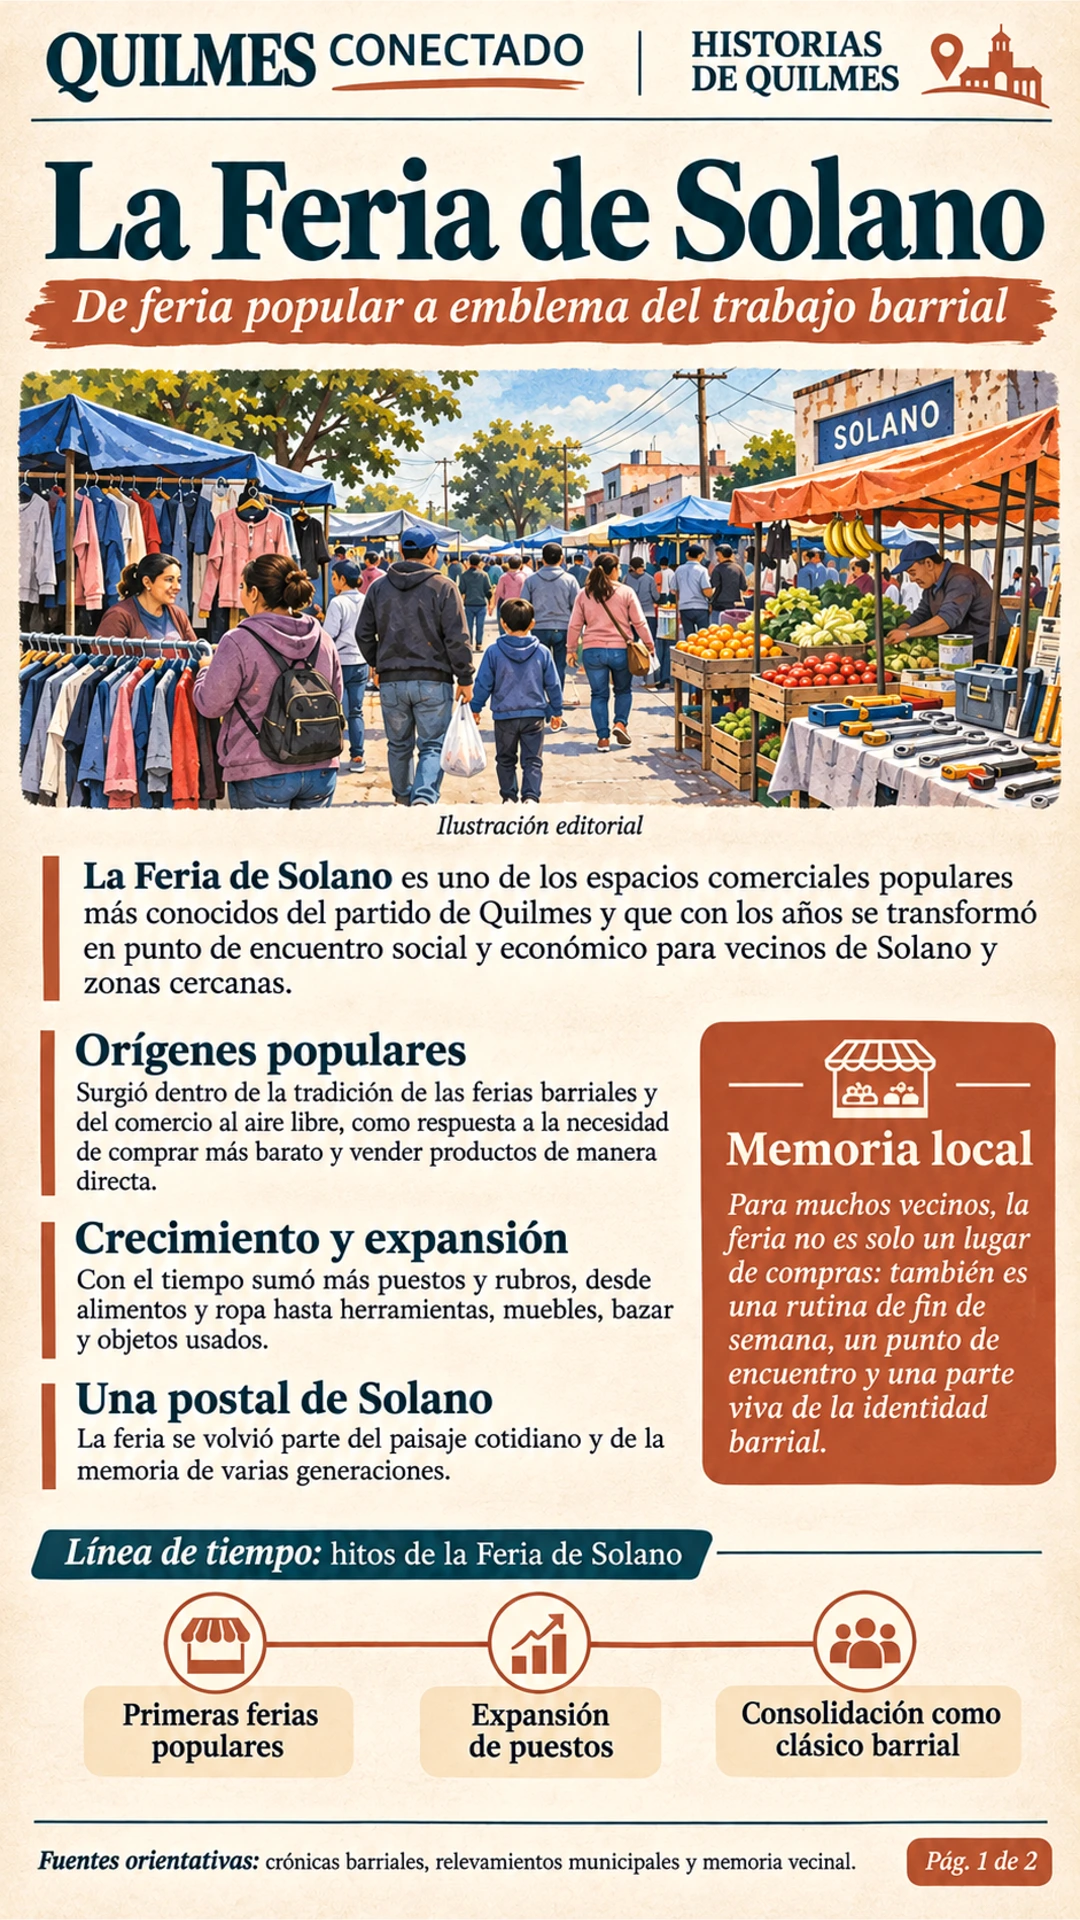 QUILMES CONECTADO
HISTORIAS
DE QUILMES
La Feria de Solano
De feria popular a emblema del trabajo barrial
SOLANO
Ilustración editorial
La Feria de Solano es uno de los espacios comerciales populares
más conocidos del partido de Quilmes y que con los años se transformó
en punto de encuentro social y económico para vecinos de Solano y
zonas cercanas.
Orígenes populares
Surgió dentro de la tradición de las ferias barriales y
del comercio al aire libre, como respuesta a la necesidad
de comprar más barato y vender productos de manera
directa.
Crecimiento y expansión
Con el tiempo sumó más puestos y rubros, desde
alimentos y ropa hasta herramientas, muebles, bazar
y objetos usados.
Una postal de Solano
La feria se volvió parte del paisaje cotidiano y de la
memoria de varias generaciones.
Memoria local
Para muchos vecinos, la
feria no es solo un lugar
de compras: también es
una rutina de fin de
semana, un punto de
encuentro y una parte
viva de la identidad
barrial.
Línea de tiempo: hitos de la Feria de Solano
Primeras ferias
populares
Expansión
de puestos
Consolidación como
clásico barrial
Fuentes orientativas: crónicas barriales, relevamientos municipales y memoria vecinal.
Pág. 1 de 2